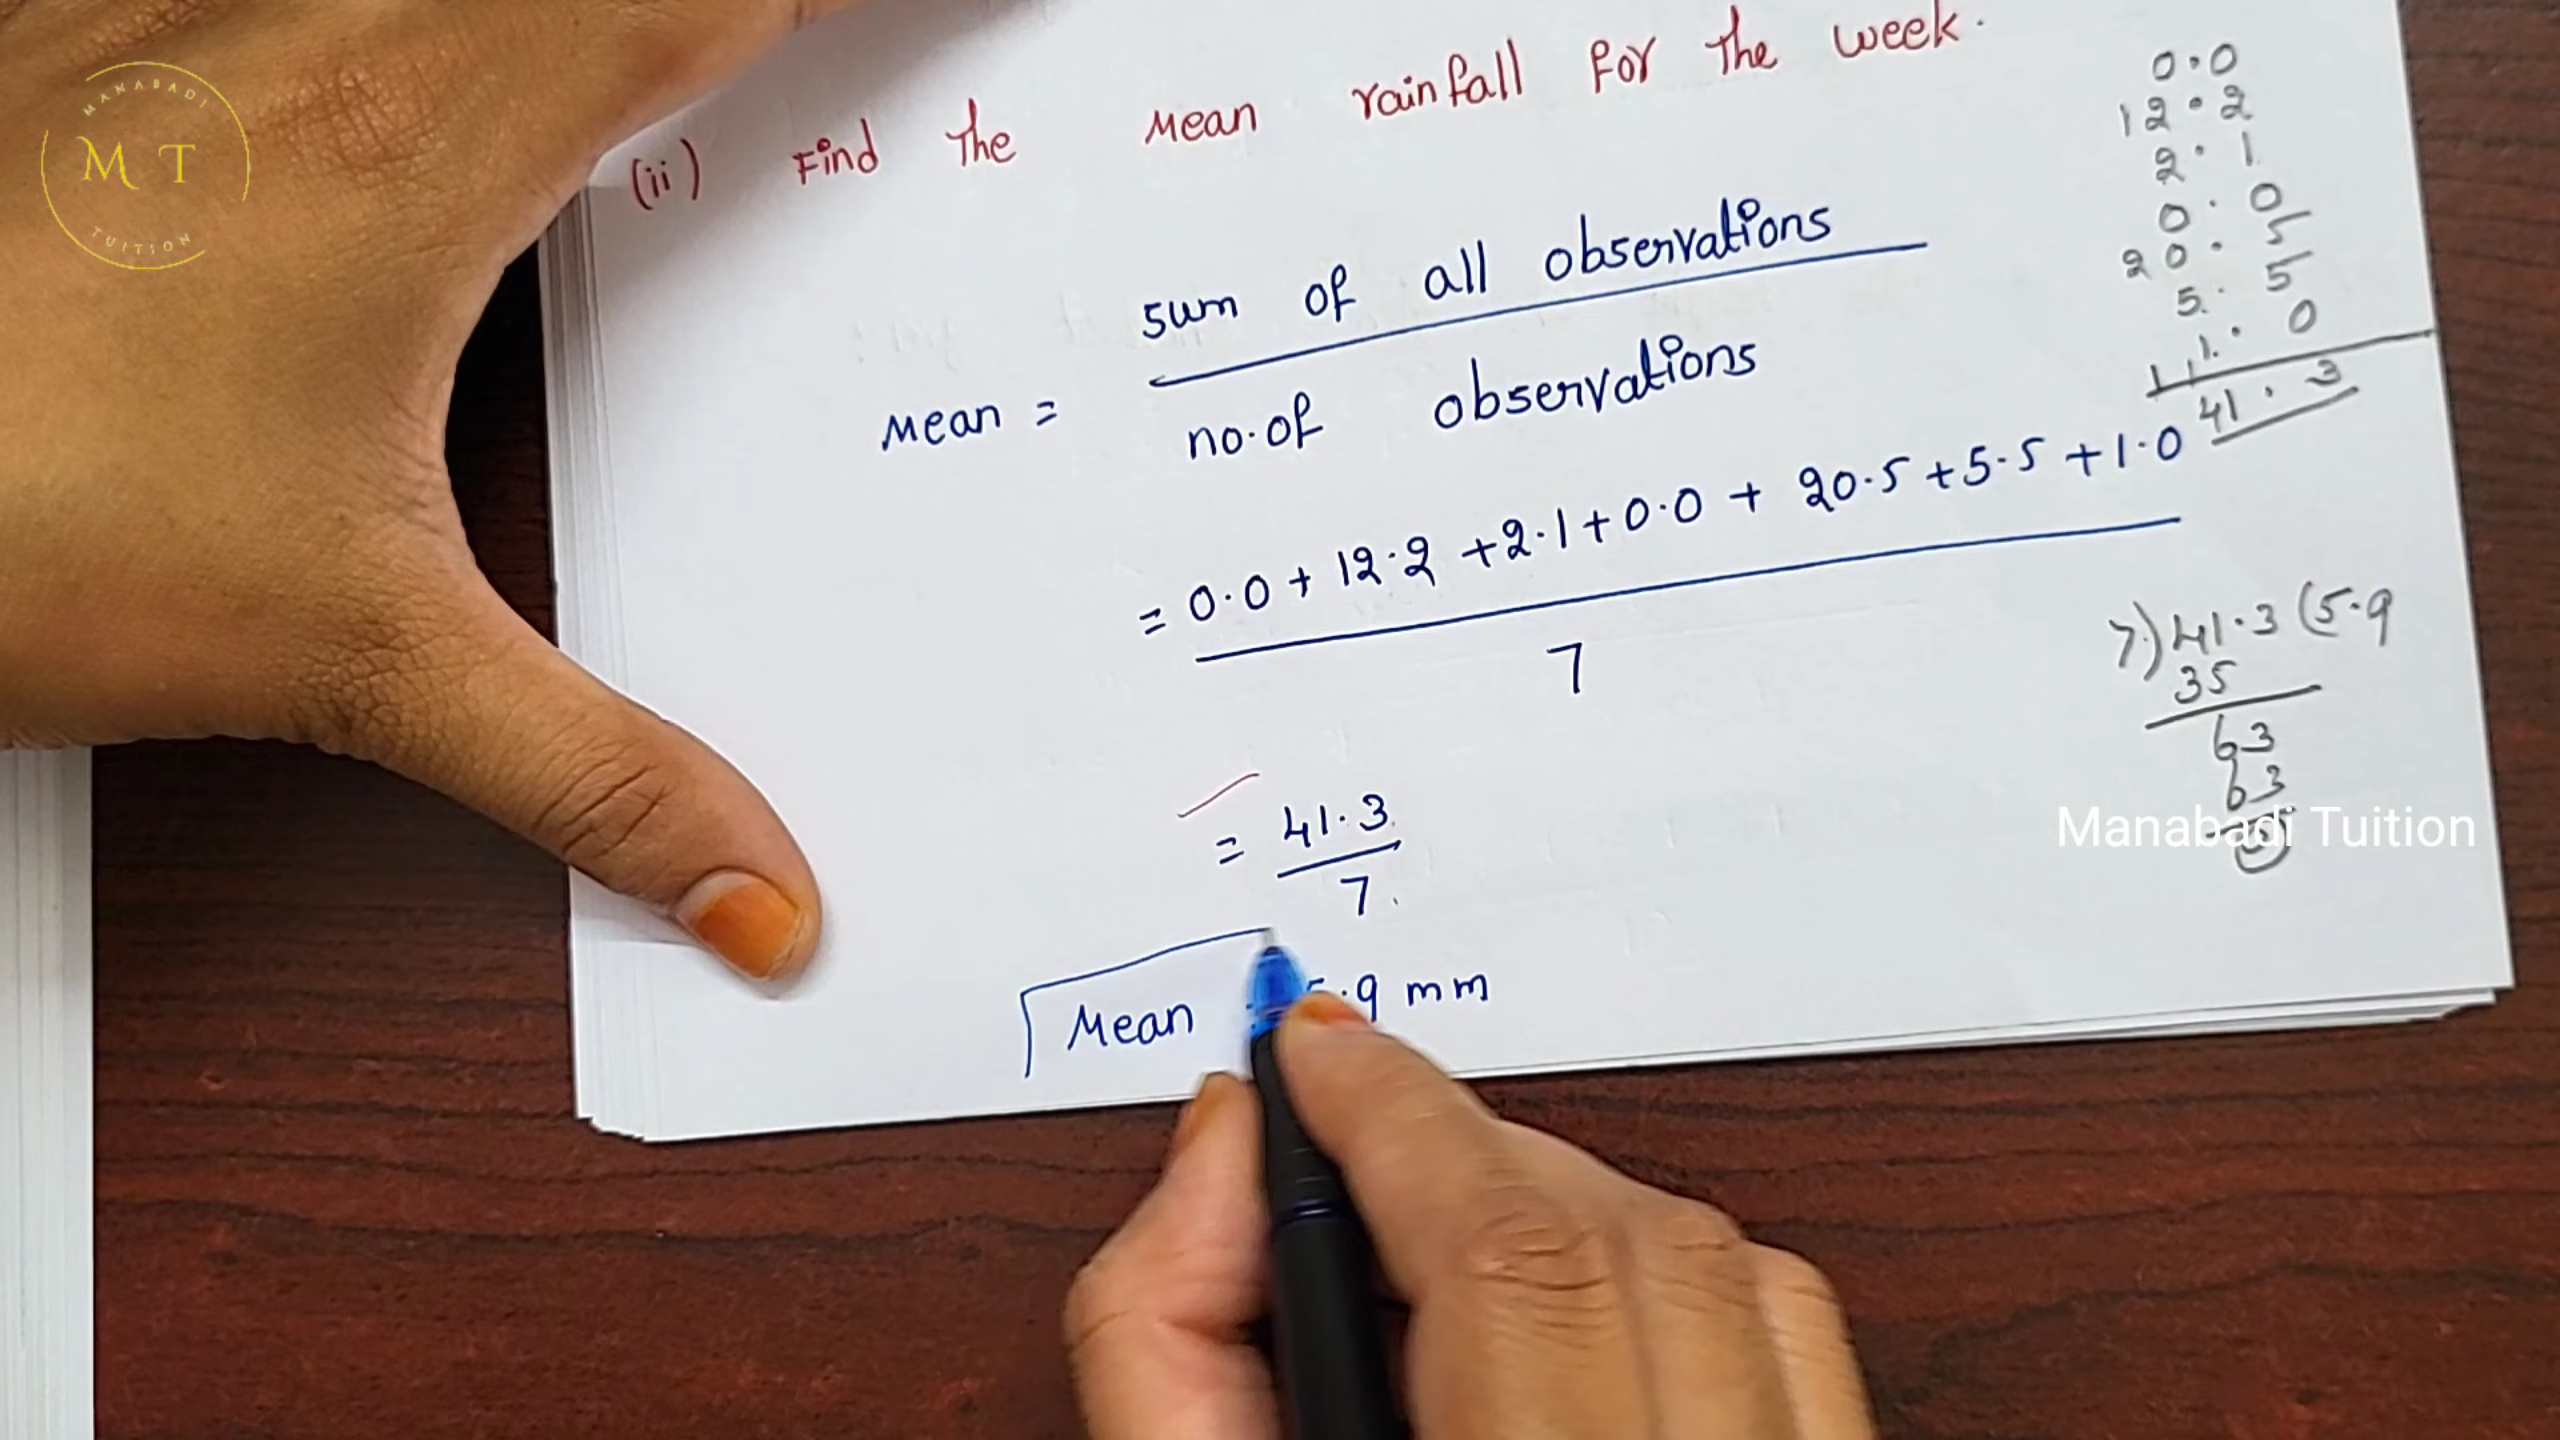 MANABADI
M T
TUITION
(ii) Find the Mean rainfall for the week.
Mean = sum of all observations
no. of observations
= 0.0 + 12.2 + 2.1 + 0.0 + 20.5 + 5.5 + 1.0
7
= 41.3
7
Mean 5.9 mm
0.0
12.2
2.1
0.0
20.5
5.5
1.0
41.3
7) 41.3 (5.9
35
63
63
Manabadi Tuition